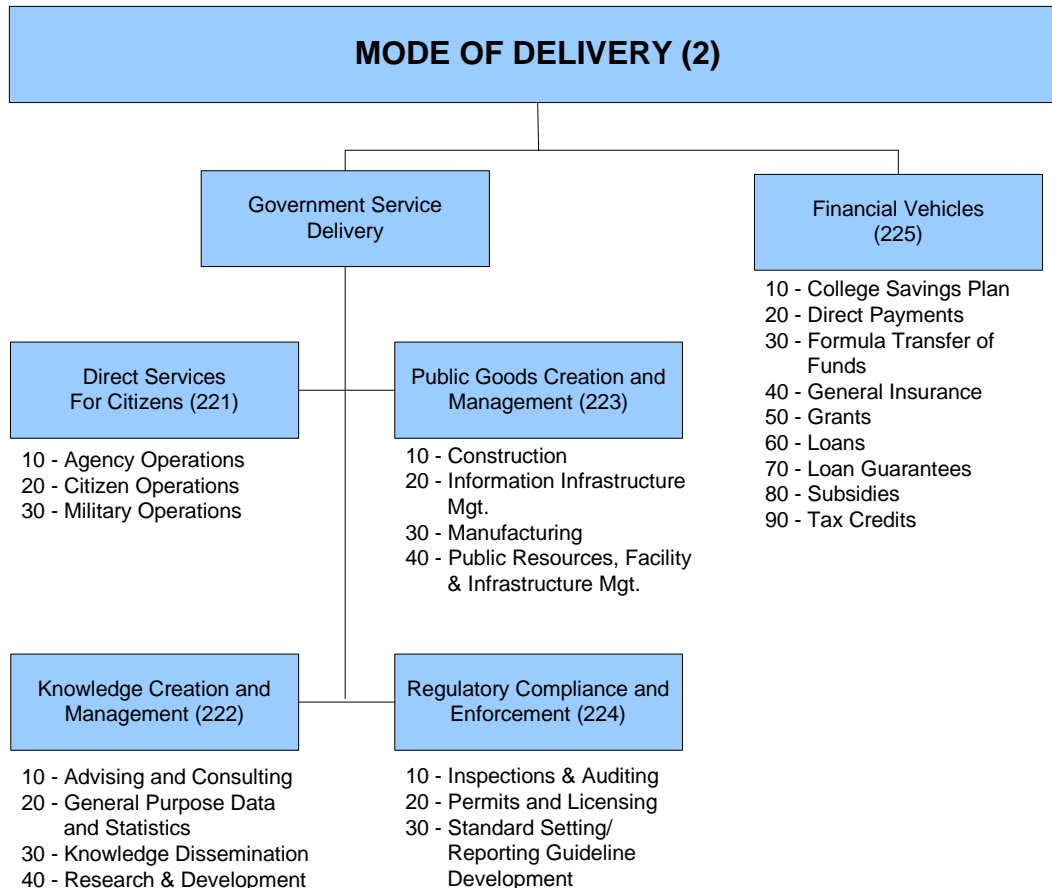 MODE OF DELIVERY (2)
Government Service
Delivery
Financial Vehicles
(225)
10 - College Savings Plan
20 - Direct Payments
30 - Formula Transfer of
Funds
40 - General Insurance
50 - Grants
60 - Loans
70 - Loan Guarantees
80 - Subsidies
90 - Tax Credits
Direct Services
For Citizens (221)
10 - Agency Operations
20 - Citizen Operations
30 - Military Operations
Public Goods Creation and
Management (223)
10 - Construction
20 - Information Infrastructure
Mgt.
30 - Manufacturing
40 - Public Resources, Facility
& Infrastructure Mgt.
Knowledge Creation and
Management (222)
10 - Advising and Consulting
20 - General Purpose Data
and Statistics
30 - Knowledge Dissemination
40 - Research & Development
Regulatory Compliance and
Enforcement (224)
10 - Inspections & Auditing
20 - Permits and Licensing
30 - Standard Setting/
Reporting Guideline
Development